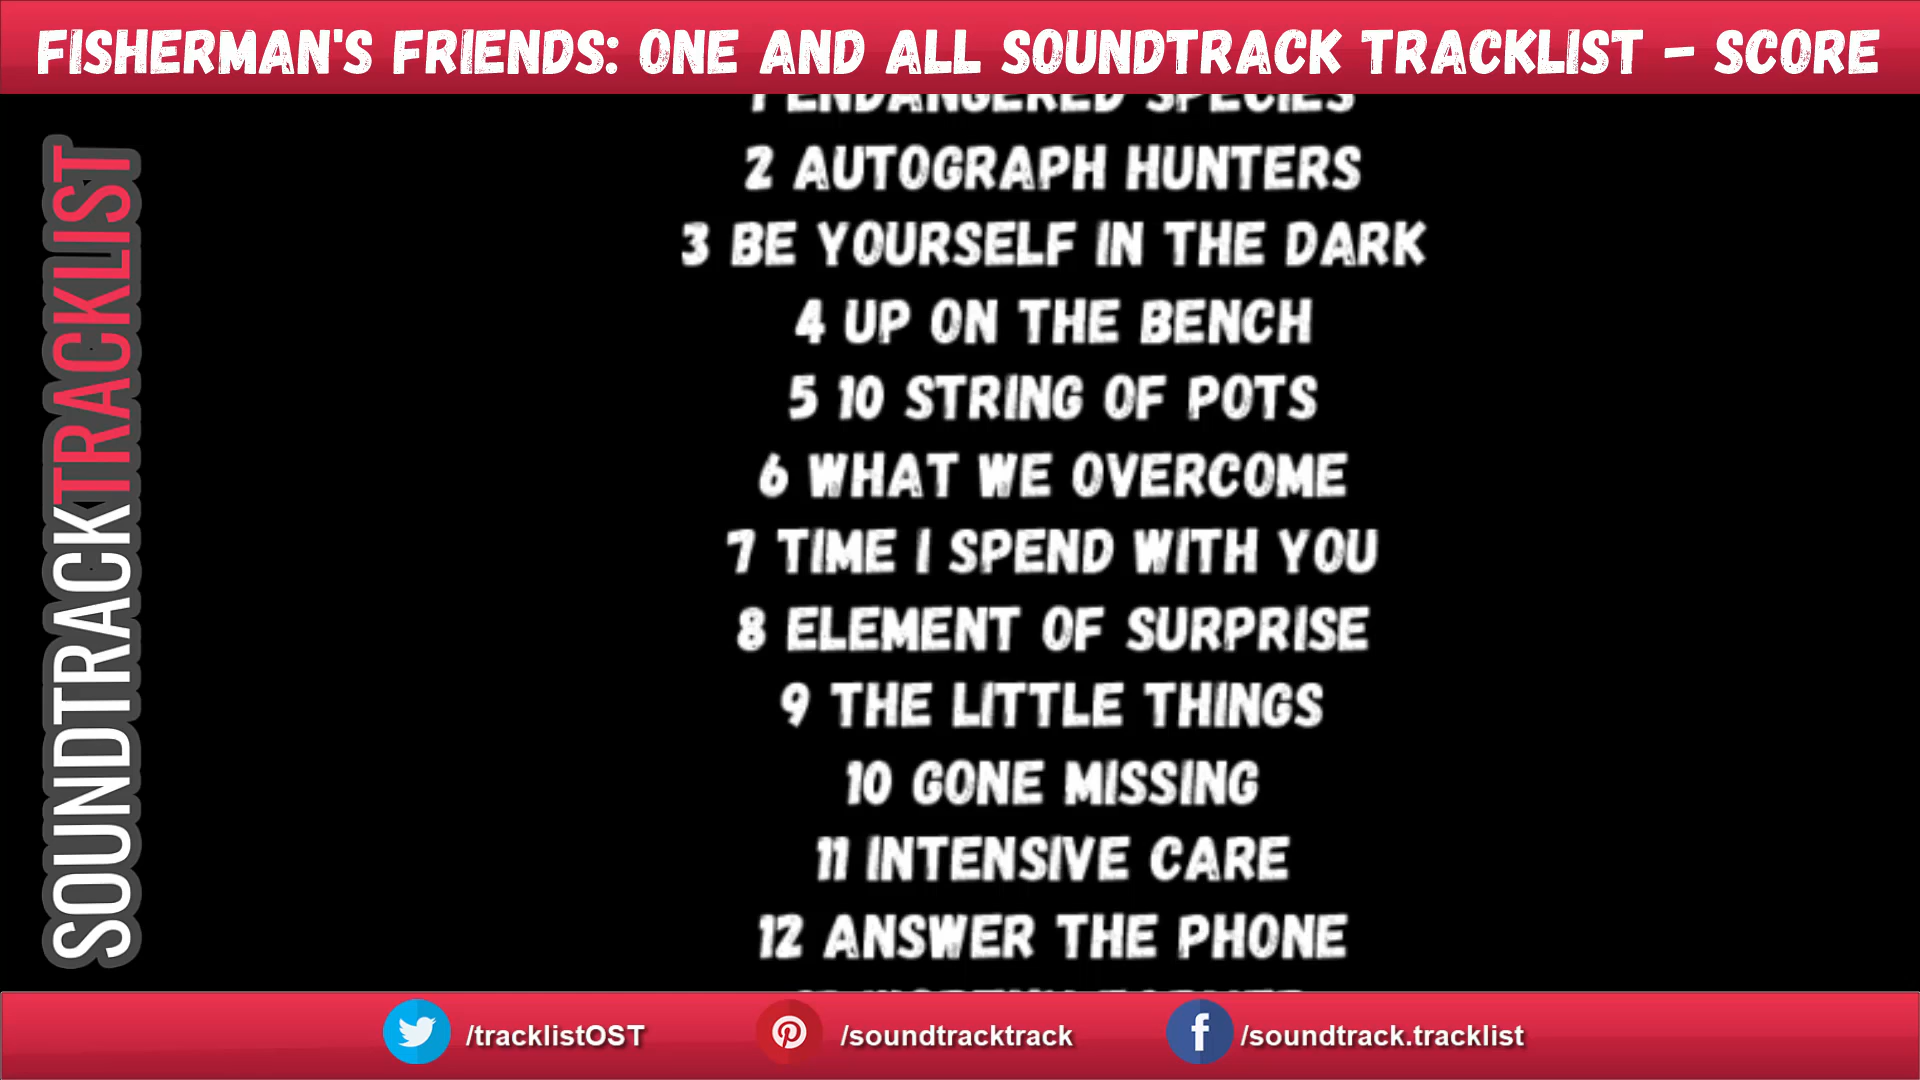 FISHERMAN'S FRIENDS: ONE AND ALL SOUNDTRACK TRACKLIST - SCORE
1 ENDANGERED SPECIES
2 AUTOGRAPH HUNTERS
3 BE YOURSELF IN THE DARK
4 UP ON THE BENCH
5 10 STRING OF POTS
6 WHAT WE OVERCOME
7 TIME I SPEND WITH YOU
8 ELEMENT OF SURPRISE
9 THE LITTLE THINGS
10 GONE MISSING
11 INTENSIVE CARE
12 ANSWER THE PHONE
SOUNDTRACKTRACKLIST
/tracklistOST
/soundtracktrack
/soundtrack.tracklist